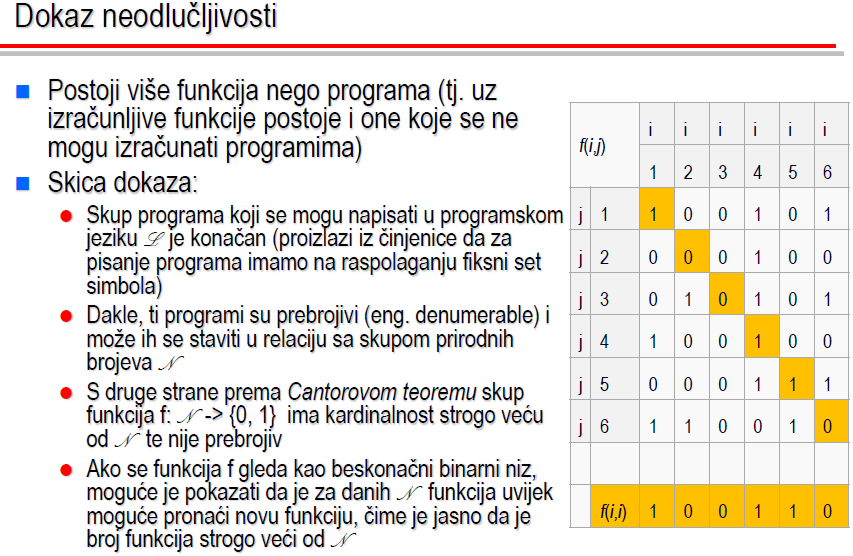 Dokaz neodlučljivosti
Postoji više funkcija nego programa (tj. uz
izračunljive funkcije postoje i one koje se ne
mogu izračunati programima)
Skica dokaza:
Skup programa koji se mogu napisati u programskom
jeziku ℒ je konačan (proizlazi iz činjenice da za
pisanje programa imamo na raspolaganju fiksni set
simbola)
Dakle, ti programi su prebrojivi (eng. denumerable) i
može ih se staviti u relaciju sa skupom prirodnih
brojeva 𝒩
S druge strane prema Cantorovom teoremu skup
funkcija f: 𝒩 -> {0, 1} ima kardinalnost strogo veću
od 𝒩 te nije prebrojiv
Ako se funkcija f gleda kao beskonačni binarni niz,
moguće je pokazati da je za danih 𝒩 funkcija uvijek
moguće pronaći novu funkciju, čime je jasno da je
broj funkcija strogo veći od 𝒩
f(i,j) i i i i i i
1 2 3 4 5 6
j 1 1 0 0 1 0 1
j 2 0 0 0 1 0 0
j 3 0 1 0 1 0 1
j 4 1 0 0 1 0 0
j 5 0 0 0 1 1 1
j 6 1 1 0 0 1 0
f(i,i) 1 0 0 1 1 0